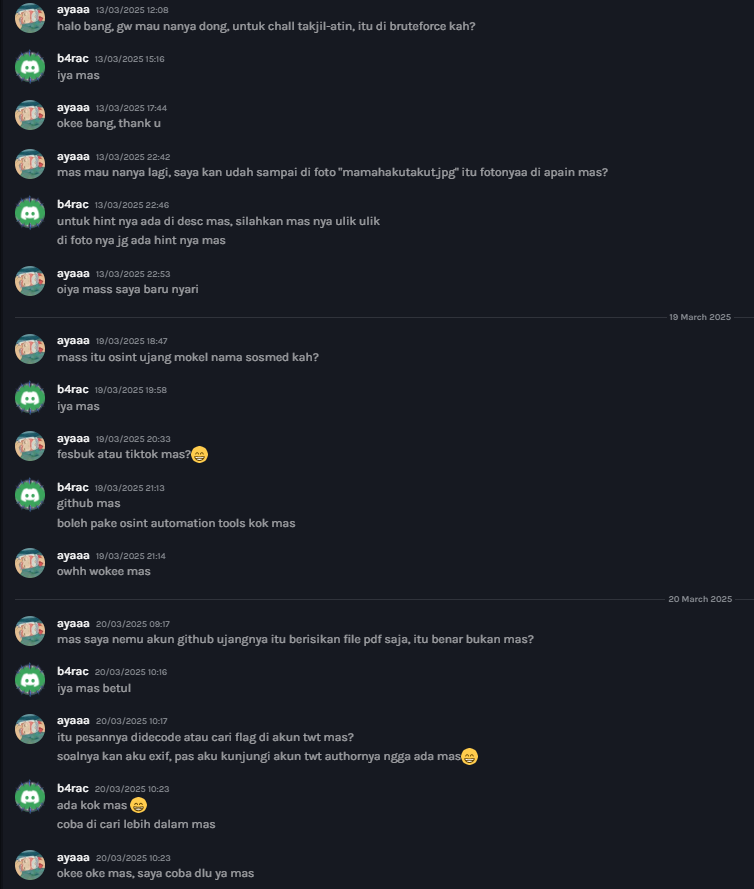 ayaaa 13/03/2025 12:08
halo bang, gw mau nanya dong, untuk chall takjil-atin, itu di bruteforce kah?
b4rac 13/03/2025 15:16
iya mas
ayaaa 13/03/2025 17:44
okee bang, thank u
ayaaa 13/03/2025 22:42
mas mau nanya lagi, saya kan udah sampai di foto "mamahakutakut.jpg" itu fotonyaa di apain mas?
b4rac 13/03/2025 22:46
untuk hint nya ada di desc mas, silahkan mas nya ulik ulik
di foto nya jg ada hint nya mas
ayaaa 13/03/2025 22:53
oiya mass saya baru nyari
19 March 2025
ayaaa 19/03/2025 18:47
mass itu osint ujang mokel nama sosmed kah?
b4rac 19/03/2025 19:58
iya mas
ayaaa 19/03/2025 20:33
fesbuk atau tiktok mas?😄
b4rac 19/03/2025 21:13
github mas
boleh pake osint automation tools kok mas
ayaaa 19/03/2025 21:14
owhh wokee mas
20 March 2025
ayaaa 20/03/2025 09:17
mas saya nemu akun github ujangnya itu berisikan file pdf saja, itu benar bukan mas?
b4rac 20/03/2025 10:16
iya mas betul
ayaaa 20/03/2025 10:17
itu pesannya didecode atau cari flag di akun twt mas?
soalnya kan aku exif, pas aku kunjungi akun twt authornya ngga ada mas😄
b4rac 20/03/2025 10:23
ada kok mas 😄
coba di cari lebih dalam mas
ayaaa 20/03/2025 10:23
okee oke mas, saya coba dlu ya mas